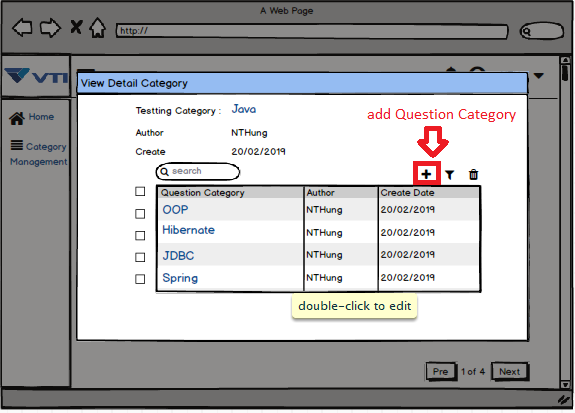 A Web Page
http://
VTI
View Detail Category
Home
Category
Management
Testting Category : Java
Author NTHung
Create 20/02/2019
add Question Category
search
Question Category Author Create Date
OOP NTHung 20/02/2019
Hibernate NTHung 20/02/2019
JDBC NTHung 20/02/2019
Spring NTHung 20/02/2019
double-click to edit
Pre 1 of 4 Next